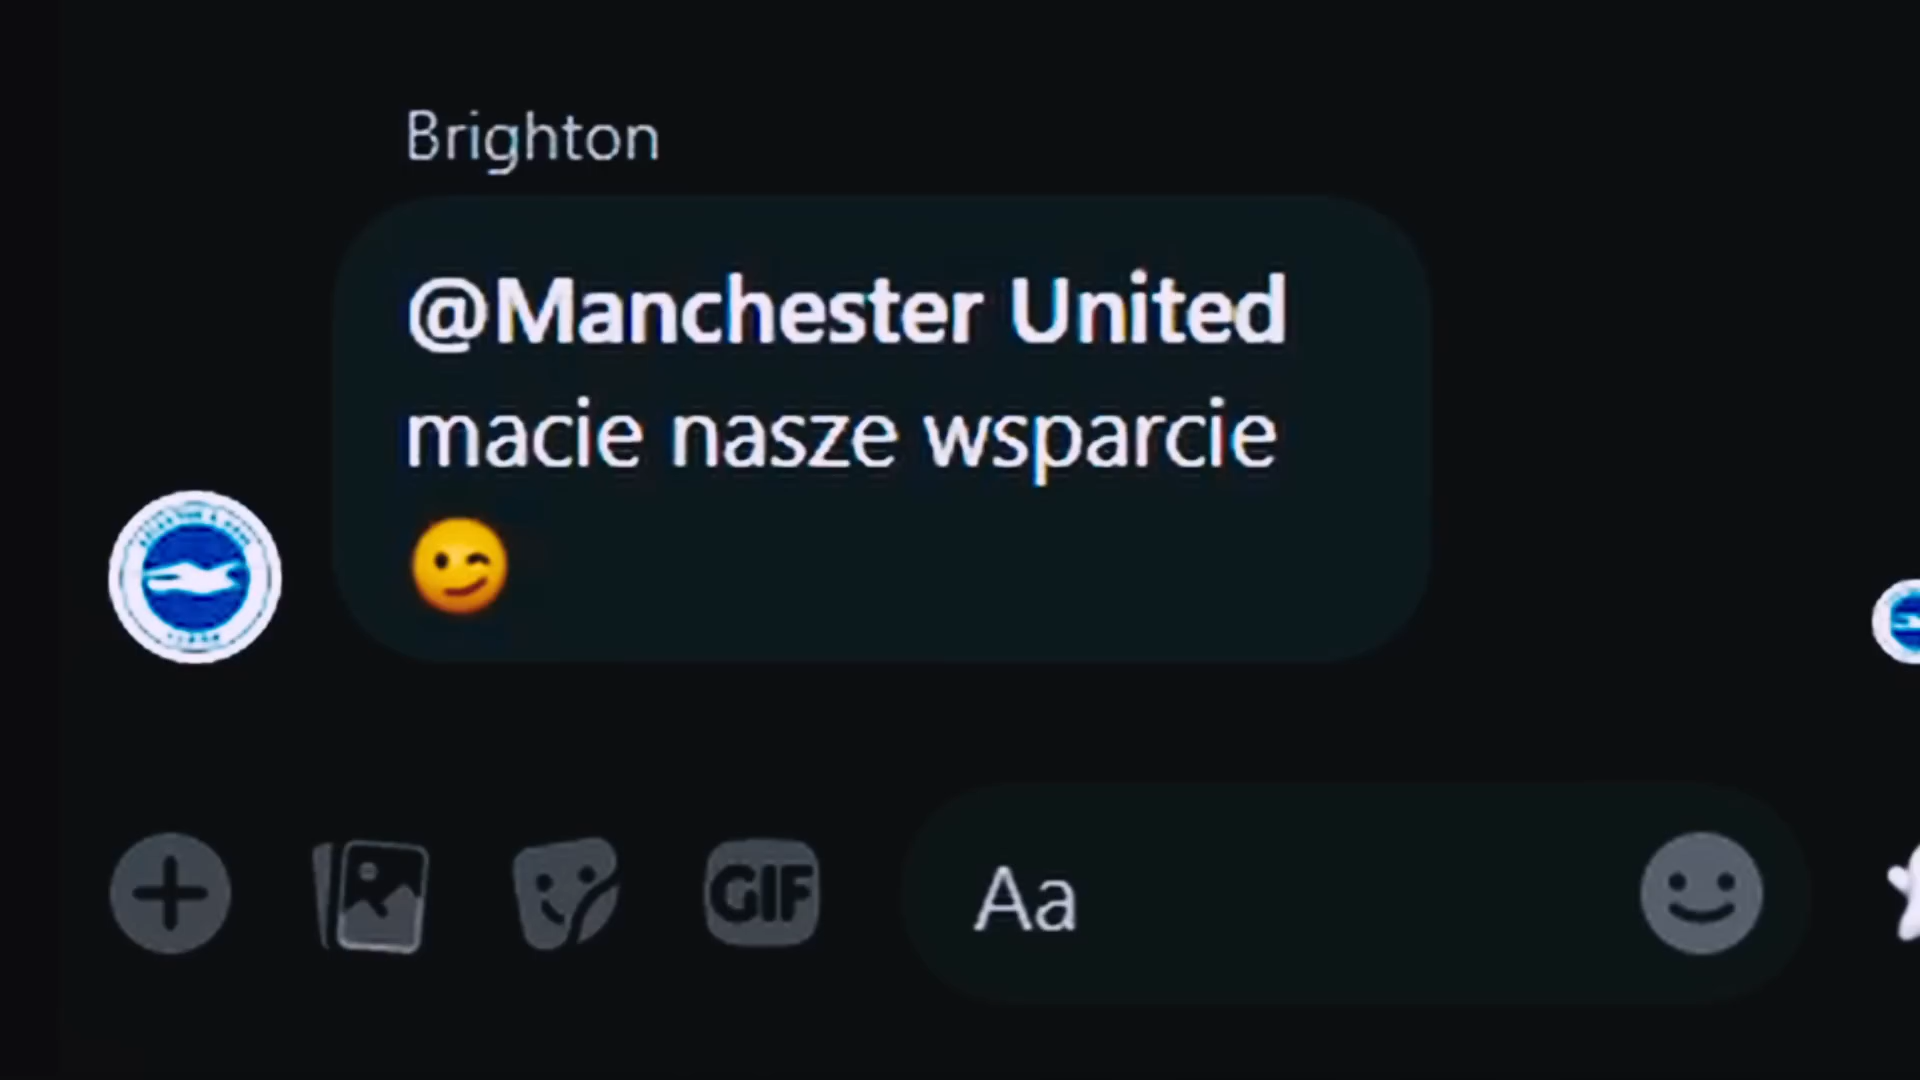 Brighton
@Manchester United
macie nasze wsparcie
😉
GIF
Aa